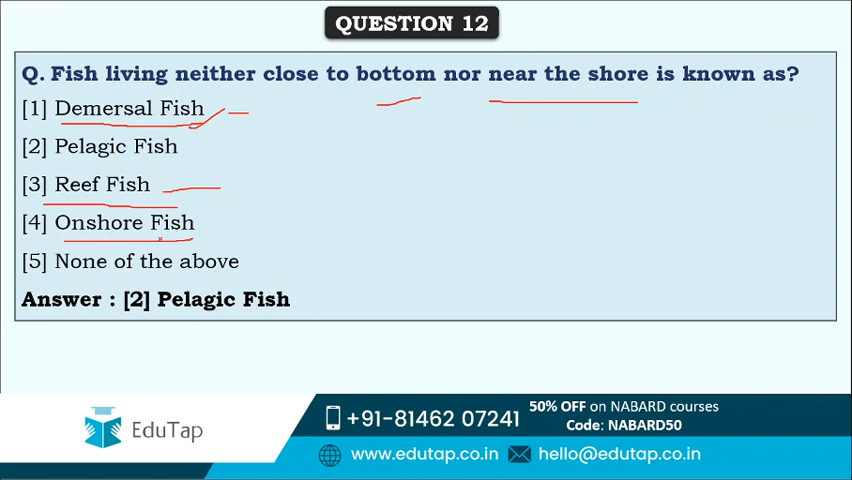 QUESTION 12
Q. Fish living neither close to bottom nor near the shore is known as?
[1] Demersal Fish
[2] Pelagic Fish
[3] Reef Fish
[4] Onshore Fish
[5] None of the above
Answer : [2] Pelagic Fish
EduTap
+91-81462 07241
50% OFF on NABARD courses
Code: NABARD50
www.edutap.co.in
hello@edutap.co.in